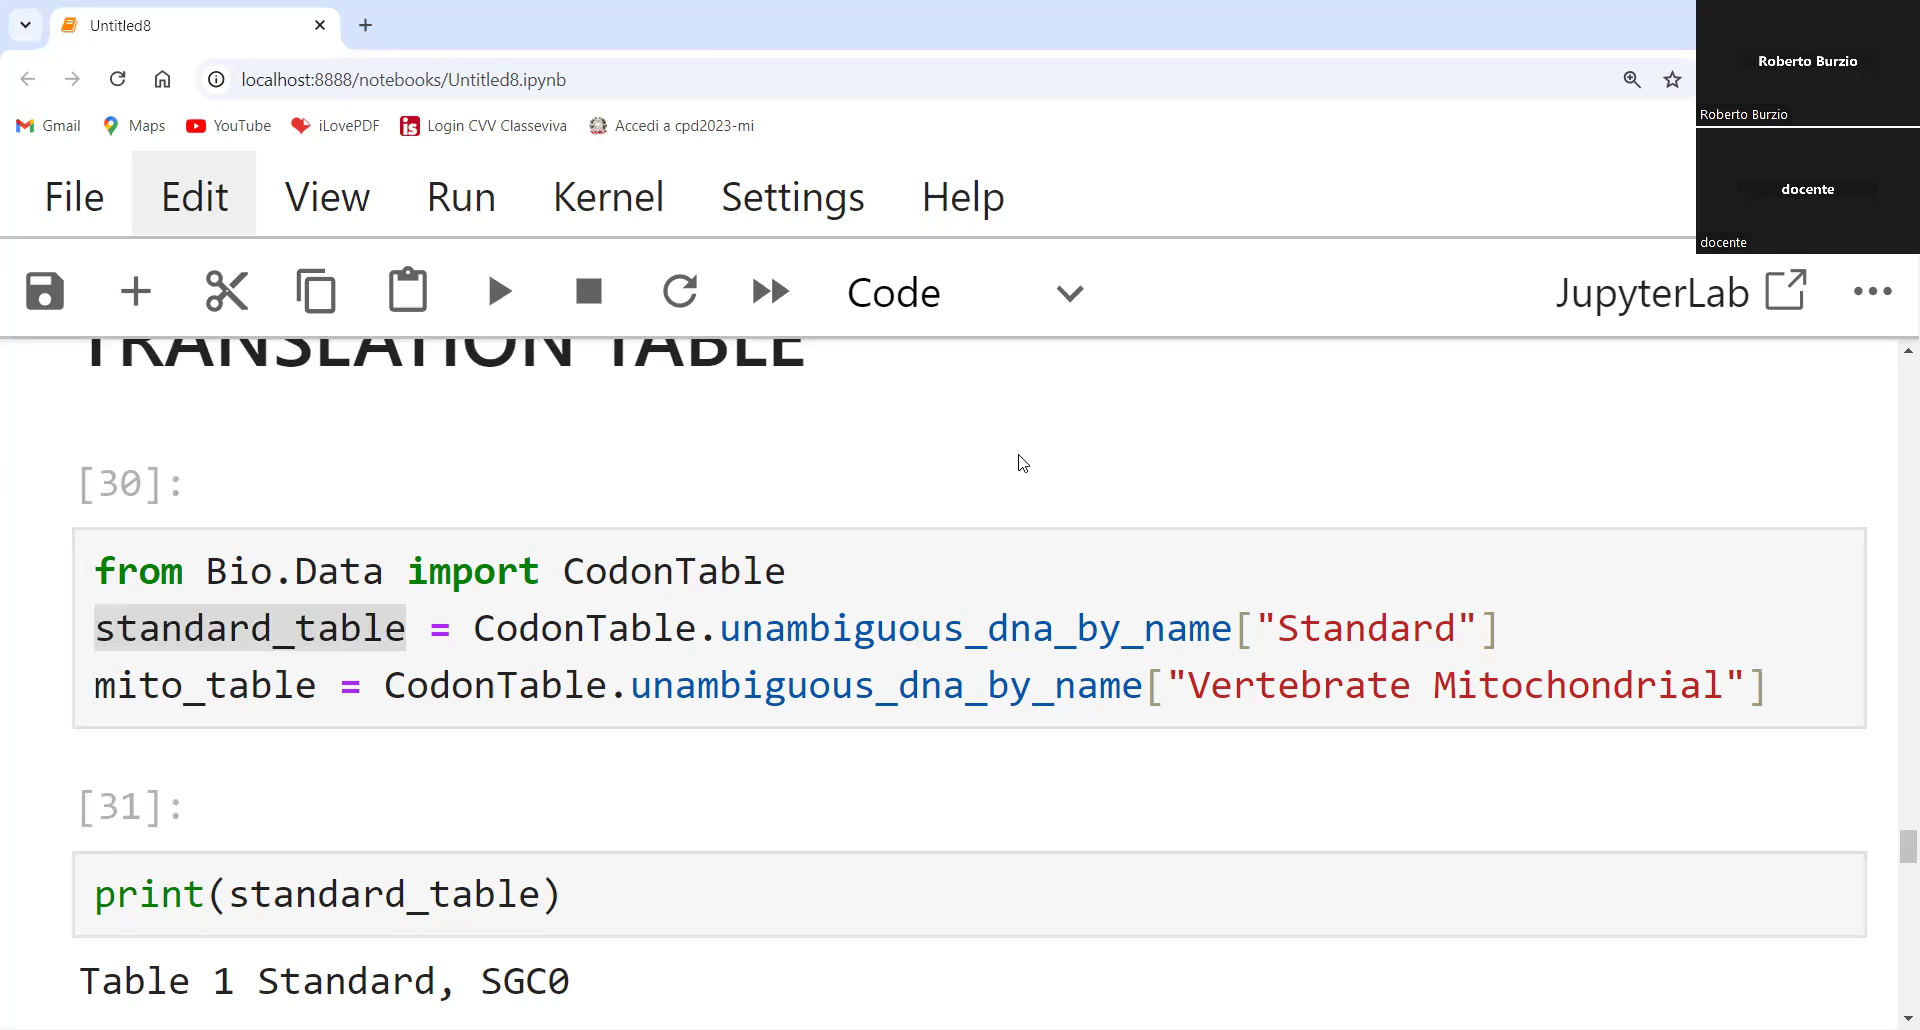 Untitled8
localhost:8888/notebooks/Untitled8.ipynb
Gmail Maps YouTube iLovePDF Login CVV Classeviva Accedi a cpd2023-mi
Roberto Burzio
Roberto Burzio
docente
docente
File Edit View Run Kernel Settings Help
Code JupyterLab
TRANSLATION TABLE
[30]:
from Bio.Data import CodonTable
standard_table = CodonTable.unambiguous_dna_by_name["Standard"]
mito_table = CodonTable.unambiguous_dna_by_name["Vertebrate Mitochondrial"]
[31]:
print(standard_table)
Table 1 Standard, SGC0